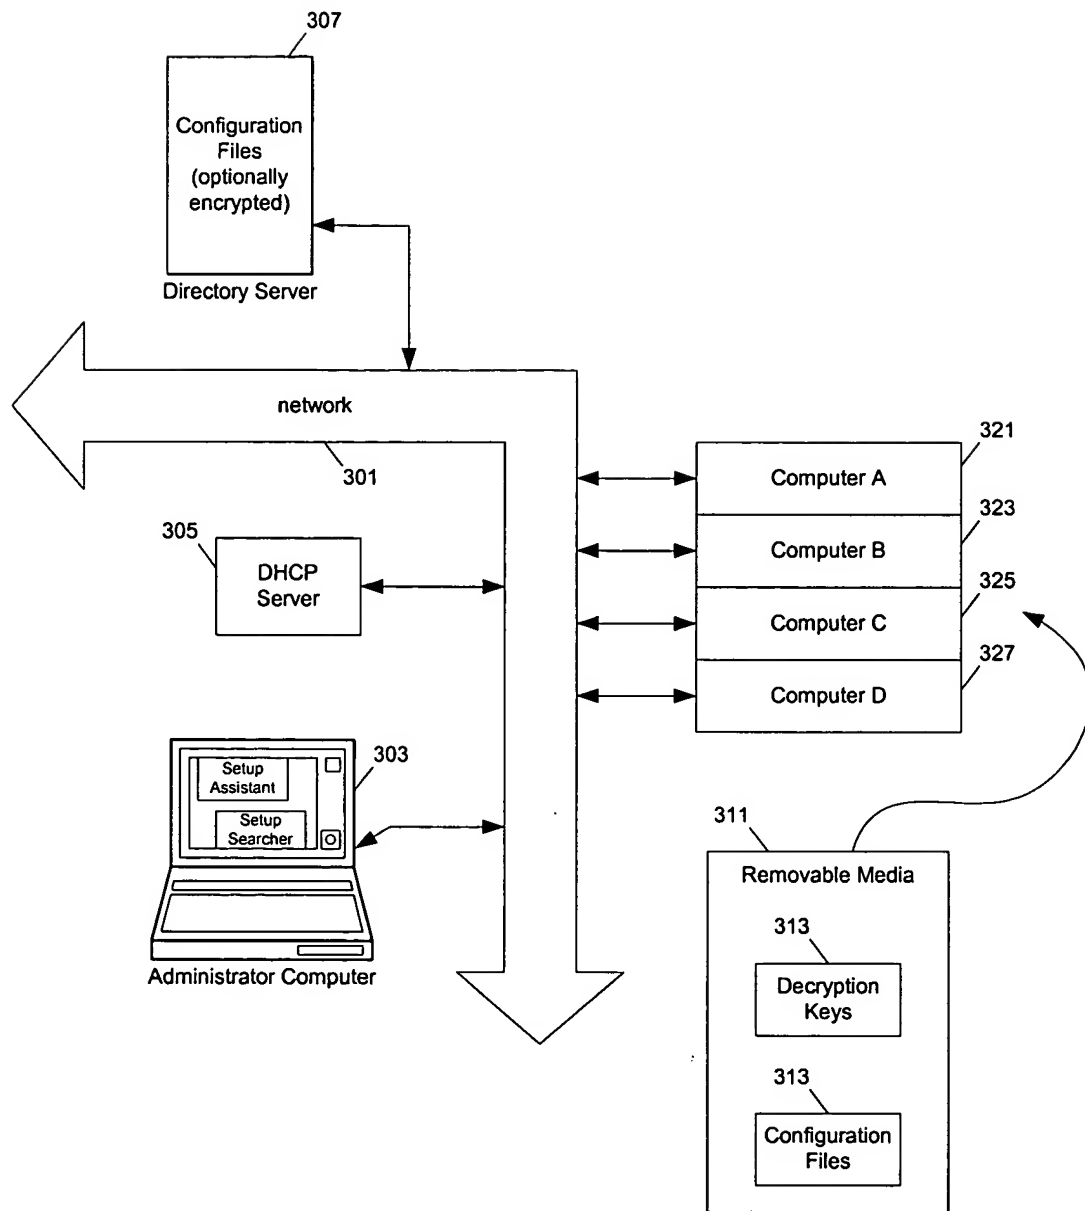 307
Configuration
Files
(optionally
encrypted)
Directory Server
network
301
321
Computer A
323
Computer B
325
Computer C
327
Computer D
305
DHCP
Server
303
Setup
Assistant
Setup
Searcher
Administrator Computer
311
Removable Media
313
Decryption
Keys
313
Configuration
Files